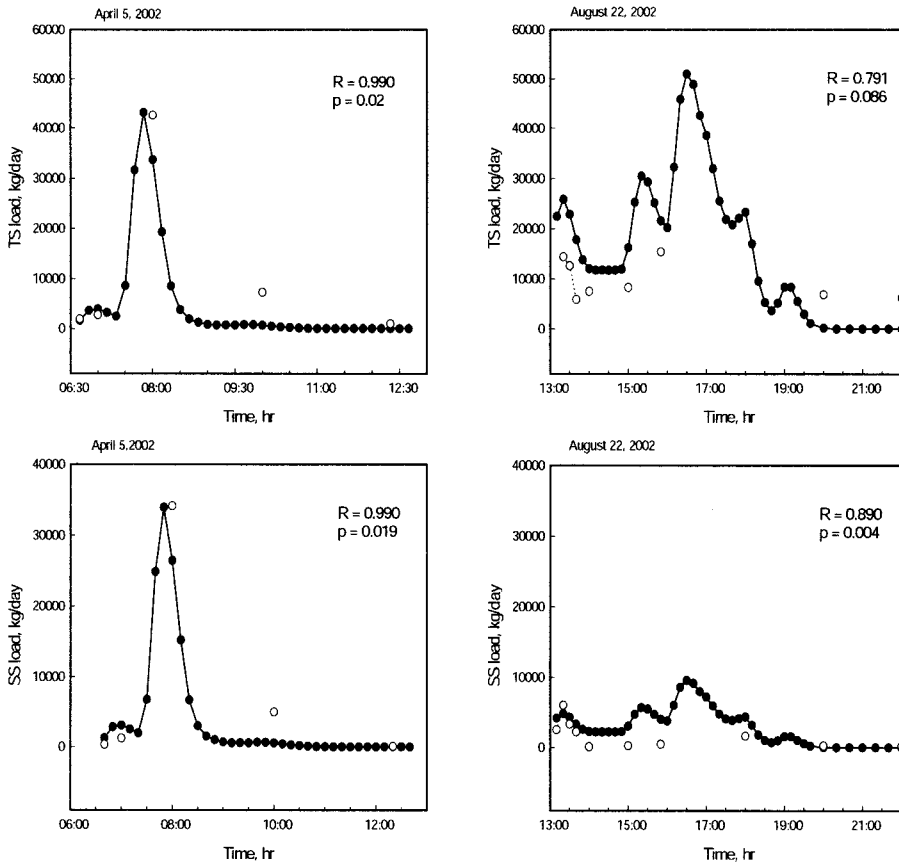 April 5, 2002
60000
50000
40000
30000
20000
10000
0
TS load, kg/day
R = 0.990
p = 0.02
06:30
08:00
09:30
11:00
12:30
Time, hr
August 22, 2002
60000
50000
40000
30000
20000
10000
0
TS load, kg/day
R = 0.791
p = 0.086
13:00
15:00
17:00
19:00
21:00
Time, hr
April 5,2002
40000
30000
20000
10000
0
SS load, kg/day
R = 0.990
p = 0.019
06:00
08:00
10:00
12:00
Time, hr
August 22, 2002
40000
30000
20000
10000
0
SS load, kg/day
R = 0.890
p = 0.004
13:00
15:00
17:00
19:00
21:00
Time, hr